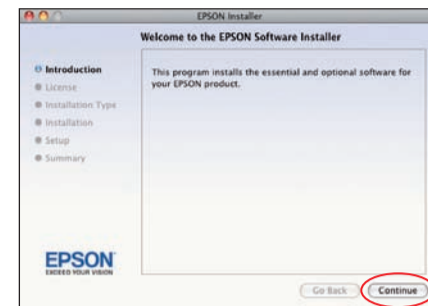 EPSON Installer
Welcome to the EPSON Software Installer
Introduction
License
Installation Type
Installation
Setup
Summary
This program installs the essential and optional software for
your EPSON product.
EPSON
EXCEED YOUR VISION
Go Back
Continue